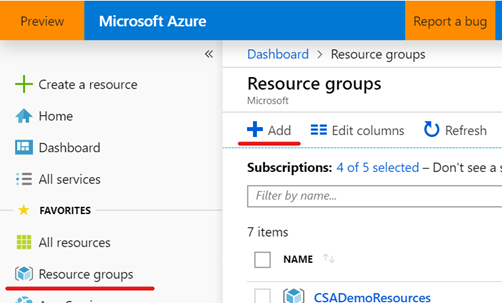 Preview
Microsoft Azure
Report a bug
«
Dashboard > Resource groups
Create a resource
Home
Dashboard
All services
FAVORITES
All resources
Resource groups
Resource groups
Microsoft
Add Edit columns Refresh
Subscriptions: 4 of 5 selected – Don't see a
Filter by name...
7 items
NAME
CSADemoResources